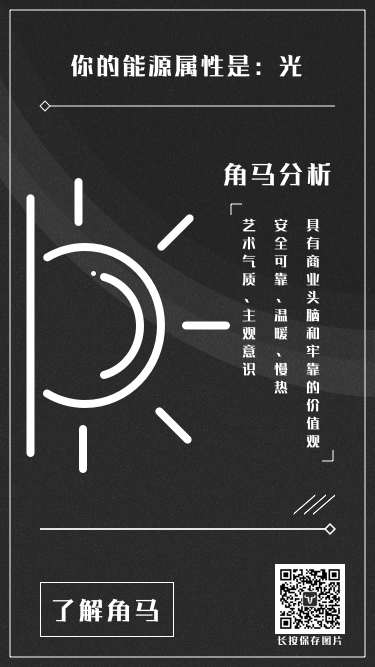 你的能源属性是：光
角马分析
具有商业头脑和牢靠的价值观
安全可靠、温暖、慢热
艺术气质、主观意识
了解角马
长按保存图片